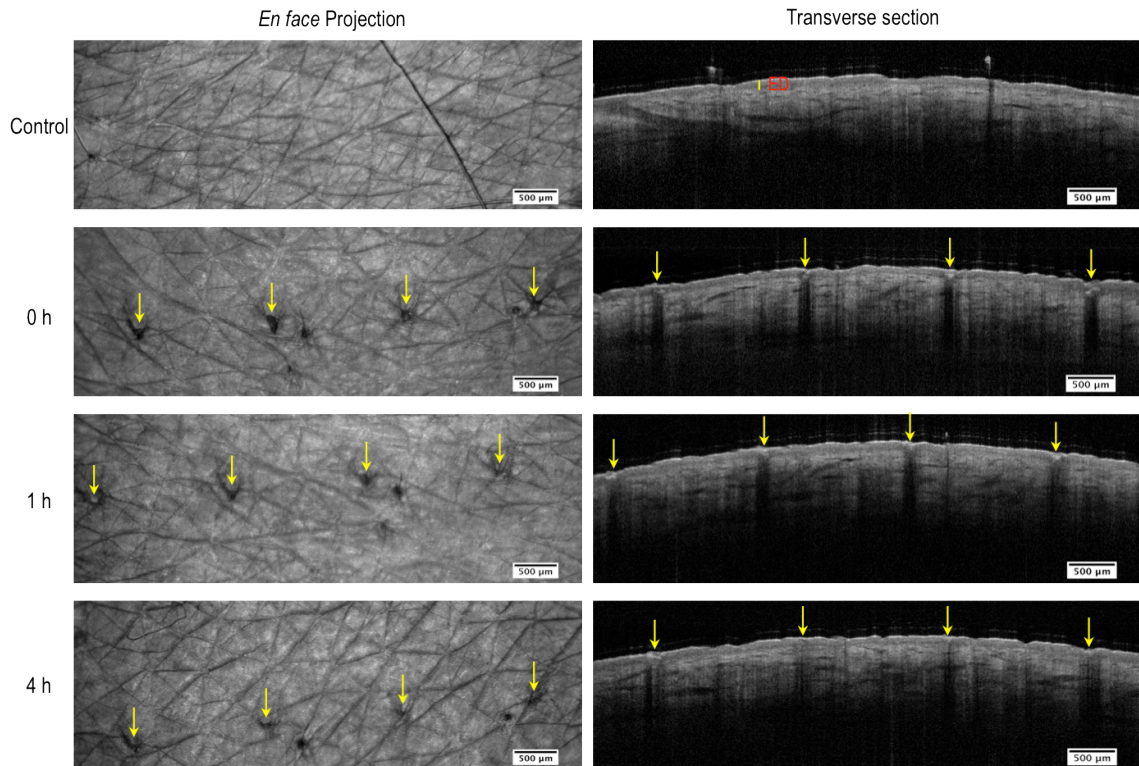 En face Projection
Transverse section
Control
500 µm
ED
500 µm
0 h
500 µm
500 µm
1 h
500 µm
500 µm
4 h
500 µm
500 µm